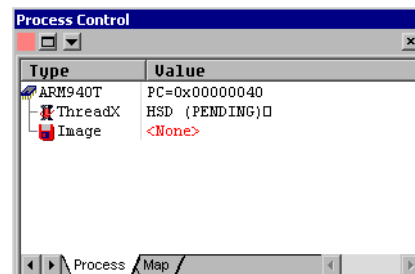 Process Control
Type Value
ARM940T PC=0x00000040
ThreadX HSD (PENDING)▯
Image <None>
Process Map